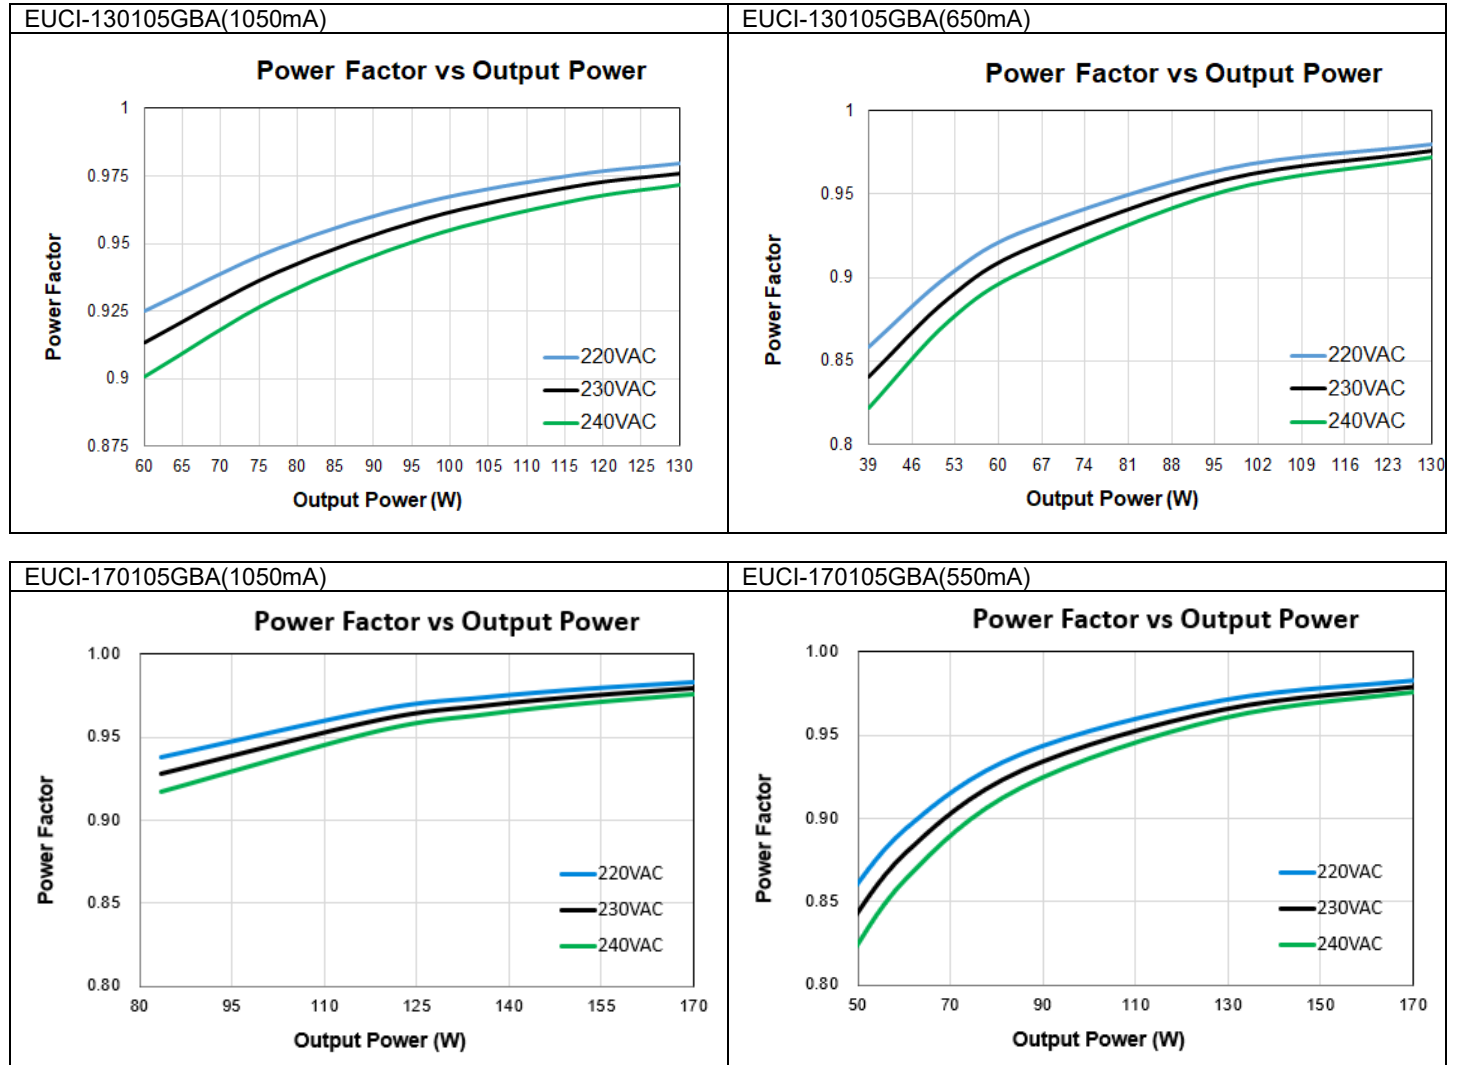 EUCI-130105GBA(1050mA)
EUCI-130105GBA(650mA)
Power Factor vs Output Power
1
0.975
0.95
0.925
0.9
0.875
Power Factor
220VAC
230VAC
240VAC
60 65 70 75 80 85 90 95 100 105 110 115 120 125 130
Output Power (W)
Power Factor vs Output Power
1
0.95
0.9
0.85
0.8
Power Factor
220VAC
230VAC
240VAC
39 46 53 60 67 74 81 88 95 102 109 116 123 130
Output Power (W)
EUCI-170105GBA(1050mA)
EUCI-170105GBA(550mA)
Power Factor vs Output Power
1.00
0.95
0.90
0.85
0.80
Power Factor
220VAC
230VAC
240VAC
80 95 110 125 140 155 170
Output Power (W)
Power Factor vs Output Power
1.00
0.95
0.90
0.85
0.80
Power Factor
220VAC
230VAC
240VAC
50 70 90 110 130 150 170
Output Power (W)